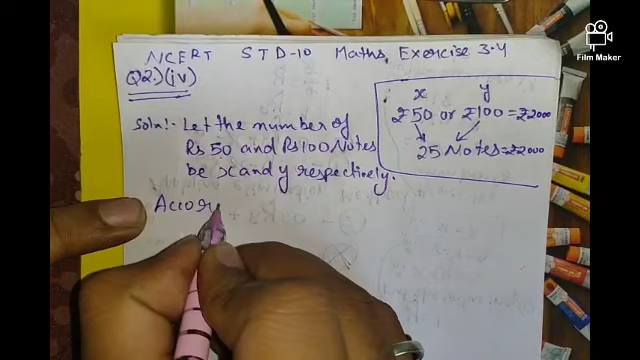 NCERT STD-10 Maths Exercise 3.4
Q2.)(iv)
x y
₹50 or ₹100=₹2000
25 Notes=₹2000
Soln:- Let the number of
Rs 50 and Rs100 Notes
be x and y respectively.
Accor
Film Maker